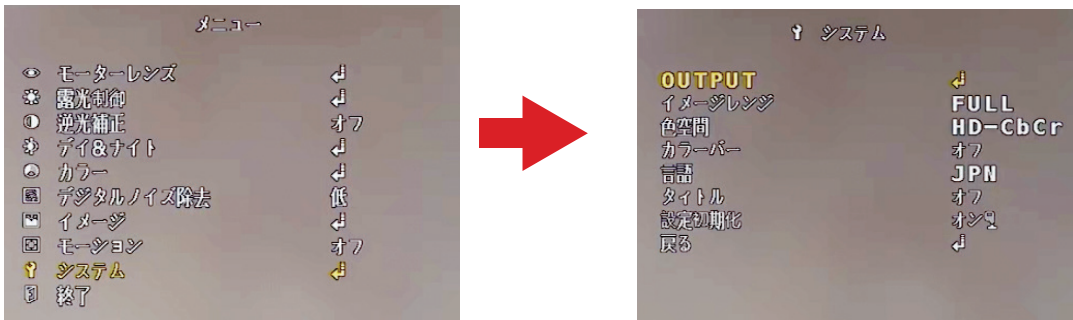 メニュー
モーターレンズ
露光制御
逆光補正 オフ
デイ&ナイト
カラー
デジタルノイズ除去 低
イメージ
モーション オフ
システム
終了
システム
OUTPUT
イメージレンジ FULL
色空間 HD-CbCr
カラーバー オフ
言語 JPN
タイトル オフ
設定初期化 オン
戻る